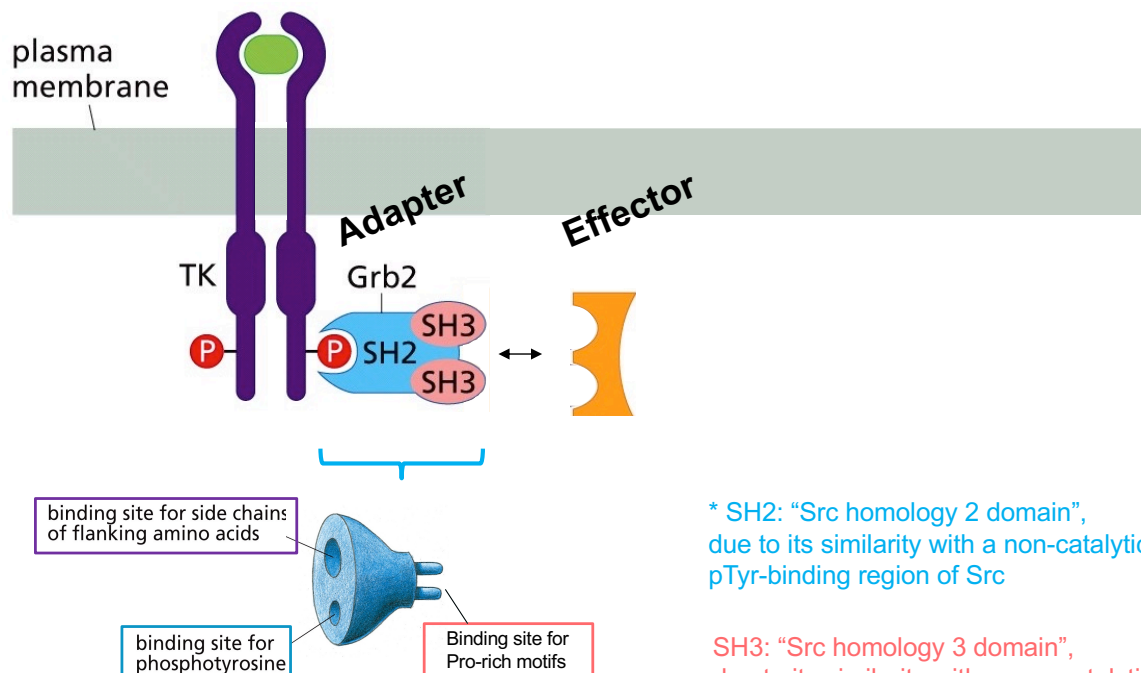 plasma
membrane
Adapter
Effector
TK
Grb2
SH3
P
P
SH2
SH3
binding site for side chains
of flanking amino acids
* SH2: “Src homology 2 domain”,
due to its similarity with a non-catalytic
pTyr-binding region of Src
binding site for
phosphotyrosine
Binding site for
Pro-rich motifs
SH3: “Src homology 3 domain”,